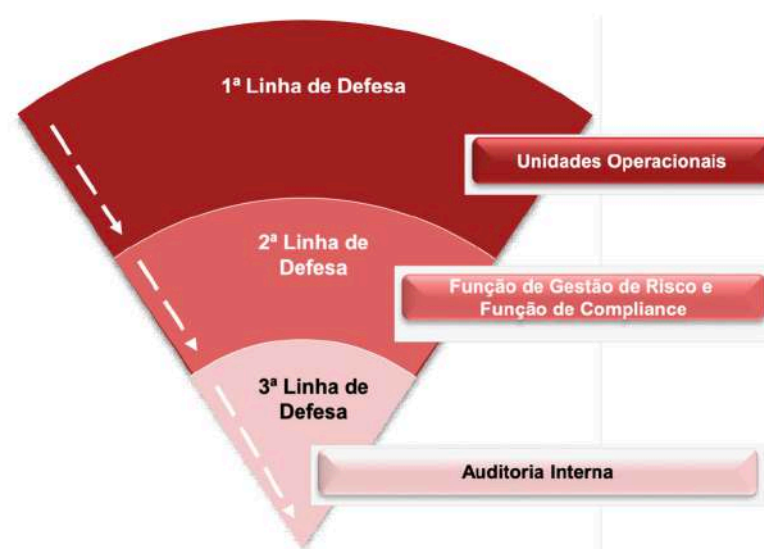 1ª Linha de Defesa
Unidades Operacionais
2ª Linha de
Defesa
Função de Gestão de Risco e
Função de Compliance
3ª Linha de
Defesa
Auditoria Interna